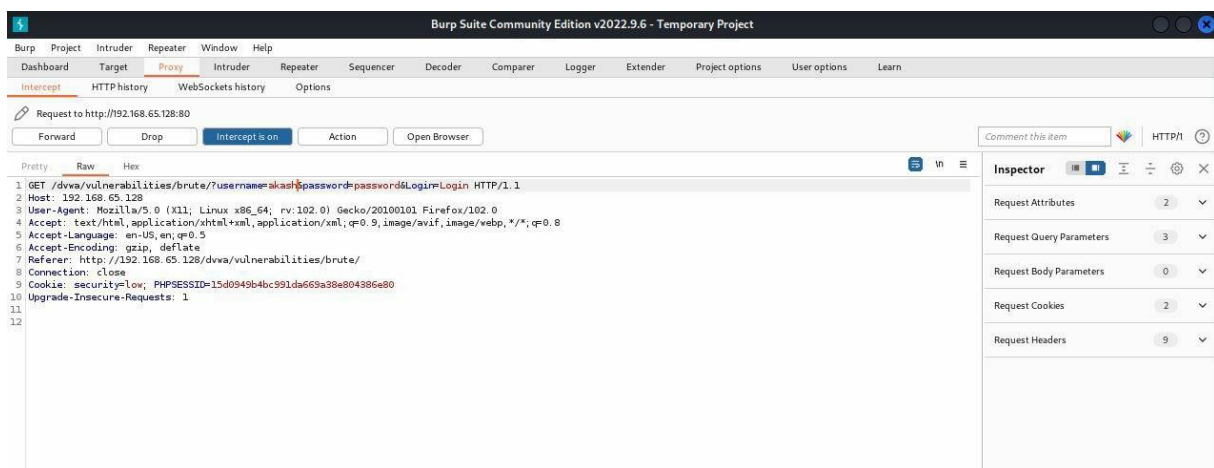 Burp Suite Community Edition v2022.9.6 - Temporary Project
Burp Project Intruder Repeater Window Help
Dashboard Target Proxy Intruder Repeater Sequencer Decoder Comparer Logger Extender Project options User options Learn
Intercept HTTP history WebSockets history Options
Request to http://192.168.65.128:80
Forward Drop Intercept is on Action Open Browser Comment this item HTTP/1 ?
Pretty Raw Hex \n Inspector
1 GET /dvwa/vulnerabilities/brute/?username=akash&password=password&Login=Login HTTP/1.1
2 Host: 192.168.65.128
3 User-Agent: Mozilla/5.0 (X11; Linux x86_64; rv:102.0) Gecko/20100101 Firefox/102.0
4 Accept: text/html,application/xhtml+xml,application/xml;q=0.9,image/avif,image/webp,*/*;q=0.8
5 Accept-Language: en-US,en;q=0.5
6 Accept-Encoding: gzip, deflate
7 Referer: http://192.168.65.128/dvwa/vulnerabilities/brute/
8 Connection: close
9 Cookie: security=low; PHPSESSID=15d0949b4bc991da669a38e804386e80
10 Upgrade-Insecure-Requests: 1
11
12
Request Attributes 2
Request Query Parameters 3
Request Body Parameters 0
Request Cookies 2
Request Headers 9